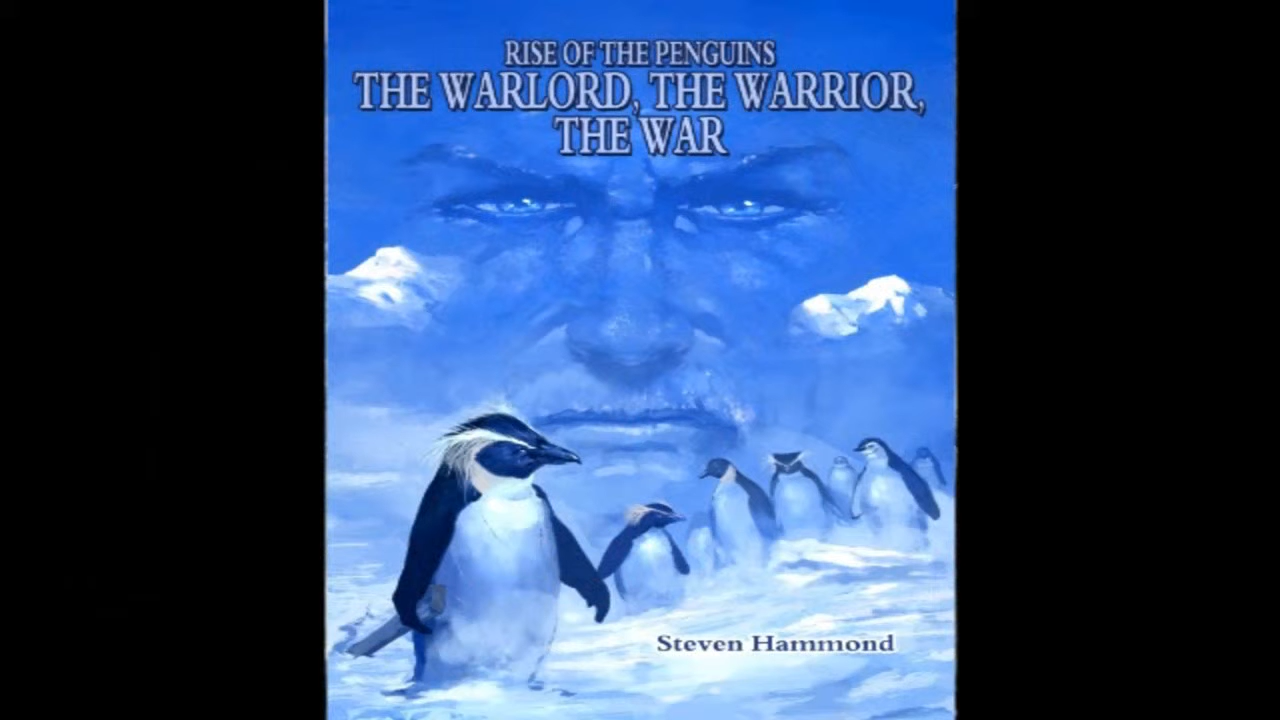 RISE OF THE PENGUINS
THE WARLORD, THE WARRIOR,
THE WAR
Steven Hammond